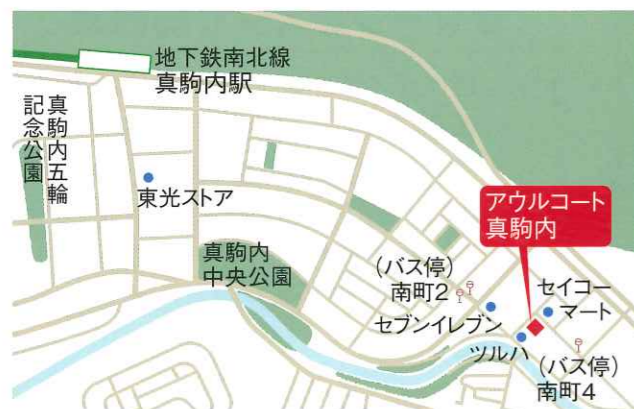 地下鉄南北線
真駒内駅
真駒内五輪
記念公園
東光ストア
真駒内
中央公園
アウルコート
真駒内
(バス停)
南町2
セイコー
マート
セブンイレブン
ツルハ
(バス停)
南町4